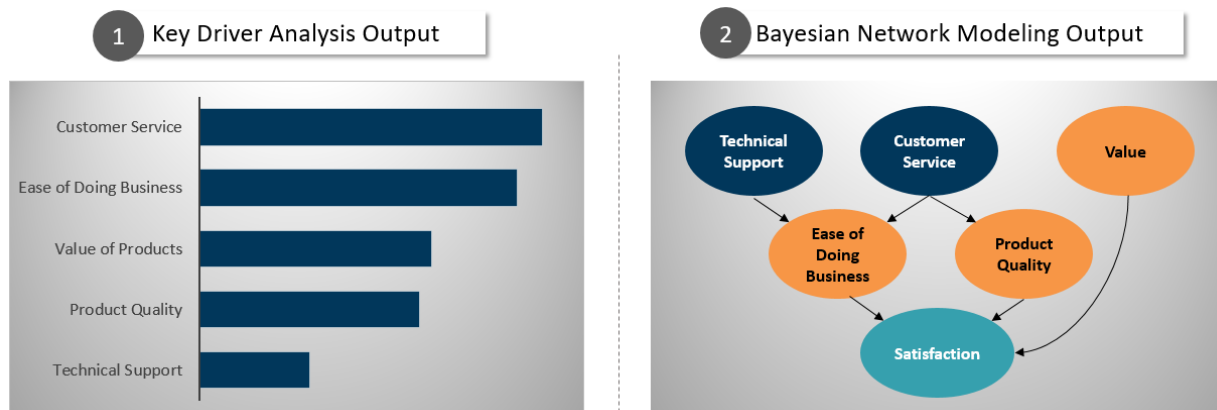 1 Key Driver Analysis Output
Customer Service
Ease of Doing Business
Value of Products
Product Quality
Technical Support
2 Bayesian Network Modeling Output
Technical
Support
Customer
Service
Value
Ease of
Doing
Business
Product
Quality
Satisfaction